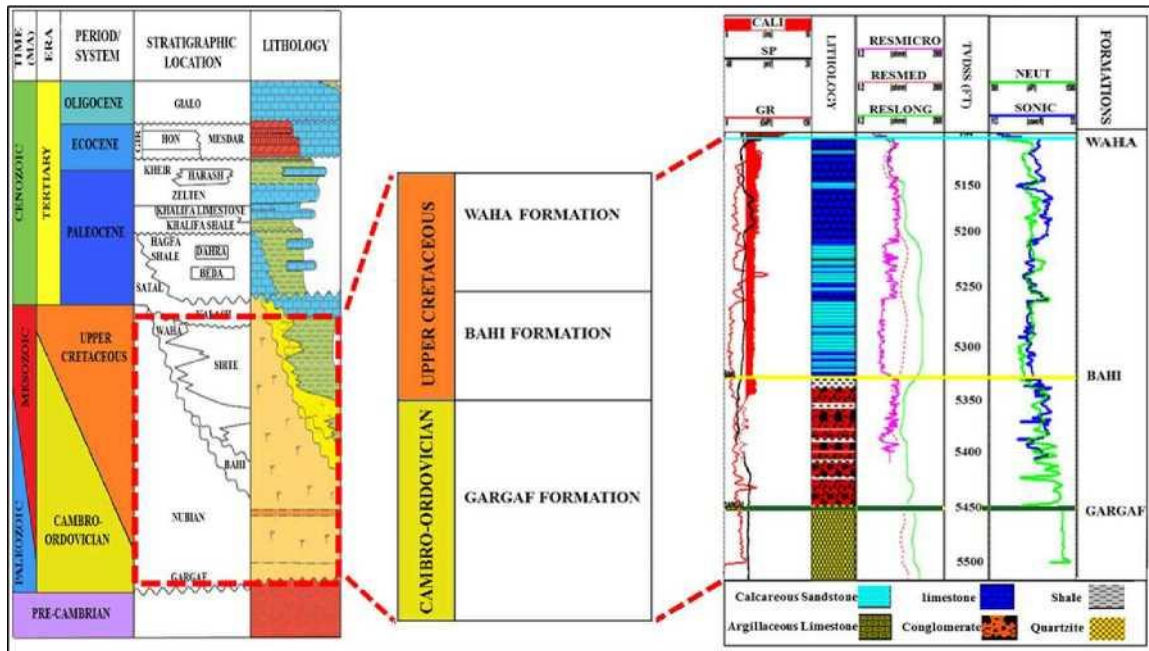 TIME (MA)
ERA
PERIOD/ SYSTEM
STRATIGRAPHIC LOCATION
LITHOLOGY
CENOZOIC
MESOZOIC
PALEOZOIC
TERTIARY
OLIGOCENE
ECOCENE
PALEOCENE
UPPER CRETACEOUS
CAMBRO-ORDOVICIAN
PRE-CAMBRIAN
GIALO
GIR
HON
MESDAR
KHEIR
HARASH
ZELTEN
KHALIFA LIMESTONE
KHALIFA SHALE
HAGFA SHALE
DAHRA
BEDA
SATAL
WAHA
SIRTE
BAHI
NUBIAN
GARGAF
UPPER CRETACEOUS
CAMBRO-ORDOVICIAN
WAHA FORMATION
BAHI FORMATION
GARGAF FORMATION
CALI
SP
GR
LITHOLOGY
RESMICRO
RESMED
RESLONG
TVDSS (FT)
NEUT
SONIC
FORMATIONS
WAHA
5150
5200
5250
5300
BAHI
5350
5400
5450
GARGAF
5500
Calcareous Sandstone
limestone
Shale
Argillaceous Limestone
Conglomerate
Quartzite